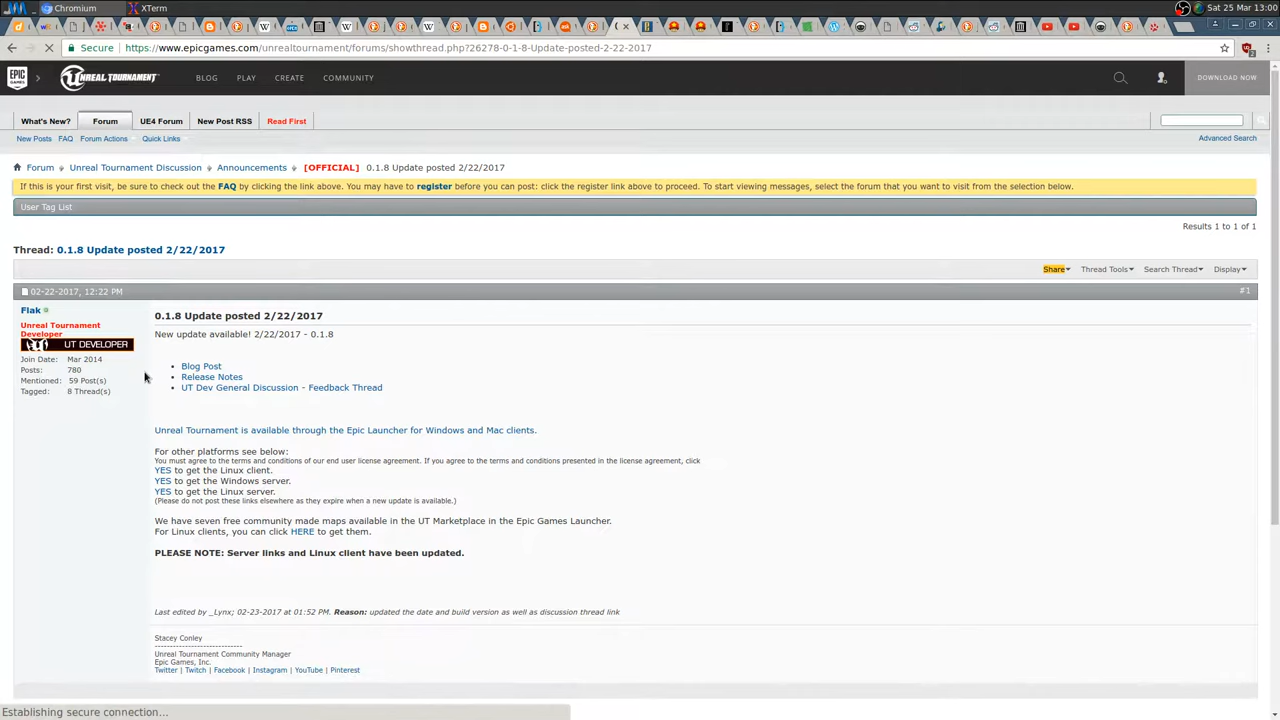 Chromium XTerm Sat 25 Mar 13:00
Secure https://www.epicgames.com/unrealtournament/forums/showthread.php?26278-0-1-8-Update-posted-2-22-2017
EPIC GAMES UNREAL TOURNAMENT BLOG PLAY CREATE COMMUNITY DOWNLOAD NOW
What's New? Forum UE4 Forum New Post RSS Read First
New Posts FAQ Forum Actions Quick Links Advanced Search
Forum Unreal Tournament Discussion Announcements [OFFICIAL] 0.1.8 Update posted 2/22/2017
If this is your first visit, be sure to check out the FAQ by clicking the link above. You may have to register before you can post: click the register link above to proceed. To start viewing messages, select the forum that you want to visit from the selection below.
User Tag List
Results 1 to 1 of 1
Thread: 0.1.8 Update posted 2/22/2017
Share Thread Tools Search Thread Display
02-22-2017, 12:22 PM #1
Flak
Unreal Tournament
Developer
UT DEVELOPER
Join Date: Mar 2014
Posts: 780
Mentioned: 59 Post(s)
Tagged: 8 Thread(s)
0.1.8 Update posted 2/22/2017
New update available! 2/22/2017 - 0.1.8
Blog Post
Release Notes
UT Dev General Discussion - Feedback Thread
Unreal Tournament is available through the Epic Launcher for Windows and Mac clients.
For other platforms see below:
You must agree to the terms and conditions of our end user license agreement. If you agree to the terms and conditions presented in the license agreement, click
YES to get the Linux client.
YES to get the Windows server.
YES to get the Linux server.
(Please do not post these links elsewhere as they expire when a new update is available.)
We have seven free community made maps available in the UT Marketplace in the Epic Games Launcher.
For Linux clients, you can click HERE to get them.
PLEASE NOTE: Server links and Linux client have been updated.
Last edited by _Lynx; 02-23-2017 at 01:52 PM. Reason: updated the date and build version as well as discussion thread link
Stacey Conley
----------------------------
Unreal Tournament Community Manager
Epic Games, Inc.
Twitter | Twitch | Facebook | Instagram | YouTube | Pinterest
Establishing secure connection...